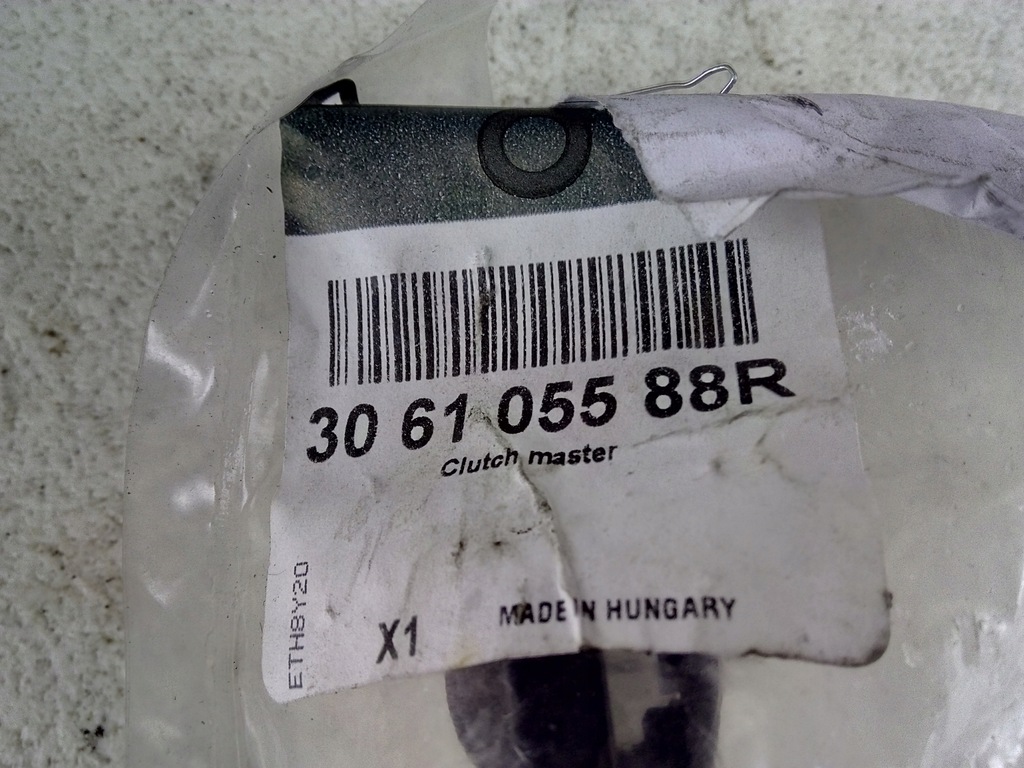 30 61 055 88R
Clutch master
ETH8Y20
X1
MADE IN HUNGARY